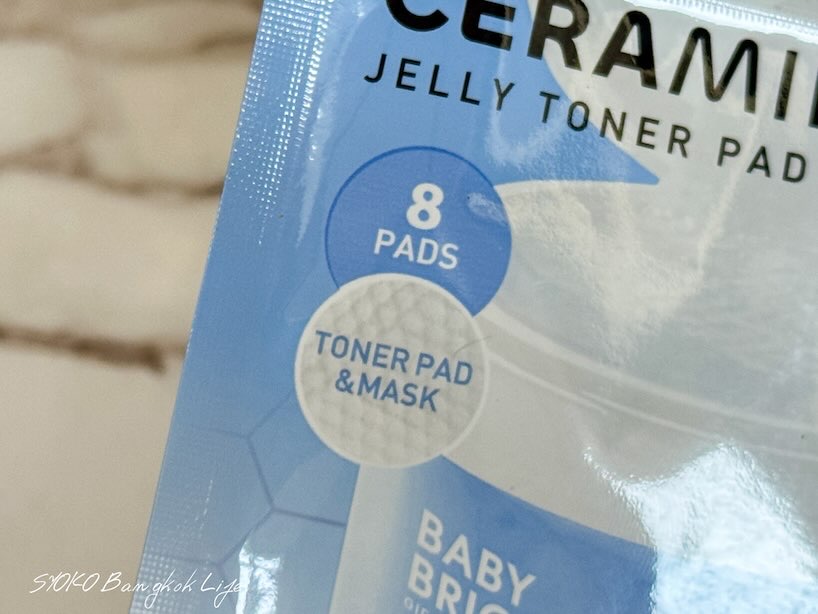 CERAMI
JELLY TONER PAD
8
PADS
TONER PAD
&MASK
BABY
BRIG
SYOKO Bangkok Life